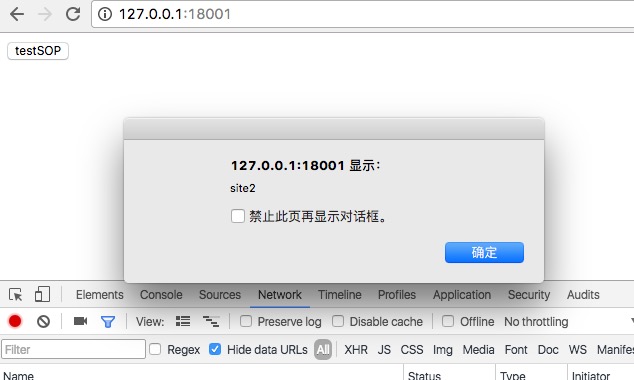 127.0.0.1:18001
testSOP
127.0.0.1:18001 显示：
site2
禁止此页再显示对话框。
确定
Elements Console Sources Network Timeline Profiles Application Security Audits
View: Preserve log Disable cache Offline No throttling
Filter Regex Hide data URLs All XHR JS CSS Img Media Font Doc WS Manifes
Name Status Type Initiator